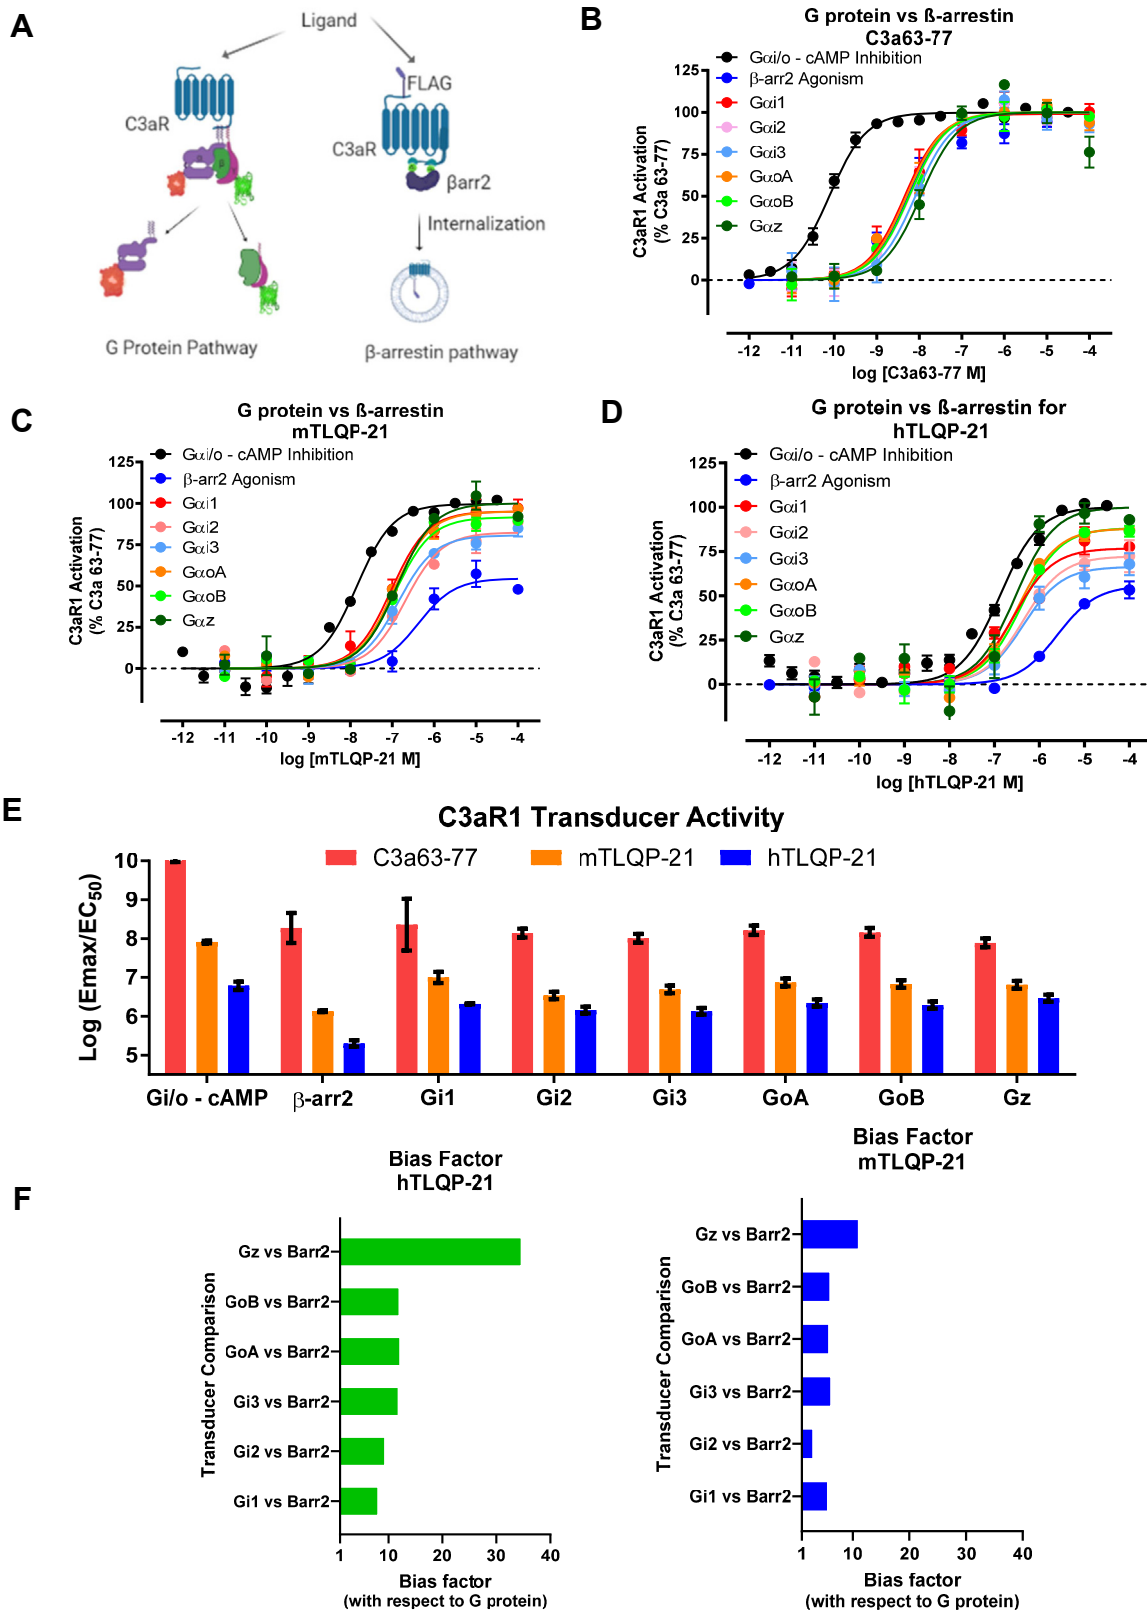 A
Ligand
FLAG
C3aR
C3aR
βarr2
Internalization
G Protein Pathway
β-arrestin pathway
B
G protein vs ß-arrestin
C3a63-77
Gαi/o - cAMP Inhibition
β-arr2 Agonism
Gαi1
Gαi2
Gαi3
GαoA
GαoB
Gαz
C3aR1 Activation
(% C3a 63-77)
125
100
75
50
25
0
-12 -11 -10 -9 -8 -7 -6 -5 -4
log [C3a63-77 M]
C
G protein vs ß-arrestin
mTLQP-21
Gαi/o - cAMP Inhibition
β-arr2 Agonism
Gαi1
Gαi2
Gαi3
GαoA
GαoB
Gαz
C3aR1 Activation
(% C3a 63-77)
125
100
75
50
25
0
-12 -11 -10 -9 -8 -7 -6 -5 -4
log [mTLQP-21 M]
D
G protein vs ß-arrestin for
hTLQP-21
Gαi/o - cAMP Inhibition
β-arr2 Agonism
Gαi1
Gαi2
Gαi3
GαoA
GαoB
Gαz
C3aR1 Activation
(% C3a 63-77)
125
100
75
50
25
0
-12 -11 -10 -9 -8 -7 -6 -5 -4
log [hTLQP-21 M]
E
C3aR1 Transducer Activity
C3a63-77 mTLQP-21 hTLQP-21
Log (Emax/EC50)
10
9
8
7
6
5
Gi/o - cAMP β-arr2 Gi1 Gi2 Gi3 GoA GoB Gz
F
Bias Factor
hTLQP-21
Transducer Comparison
Gz vs Barr2
GoB vs Barr2
GoA vs Barr2
Gi3 vs Barr2
Gi2 vs Barr2
Gi1 vs Barr2
1 10 20 30 40
Bias factor
(with respect to G protein)
Bias Factor
mTLQP-21
Transducer Comparison
Gz vs Barr2
GoB vs Barr2
GoA vs Barr2
Gi3 vs Barr2
Gi2 vs Barr2
Gi1 vs Barr2
1 10 20 30 40
Bias factor
(with respect to G protein)